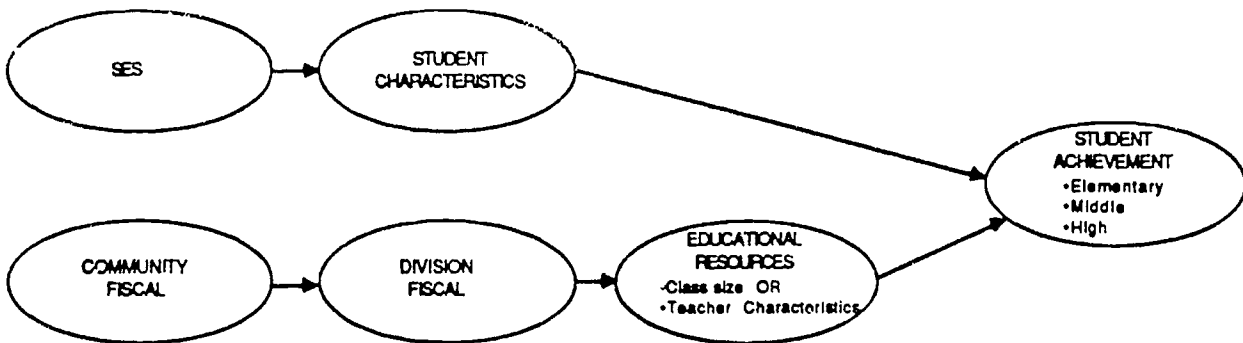 SES
STUDENT
CHARACTERISTICS
STUDENT
ACHIEVEMENT
•Elementary
•Middle
•High
COMMUNITY
FISCAL
DIVISION
FISCAL
EDUCATIONAL
RESOURCES
•Class size OR
•Teacher Characteristics